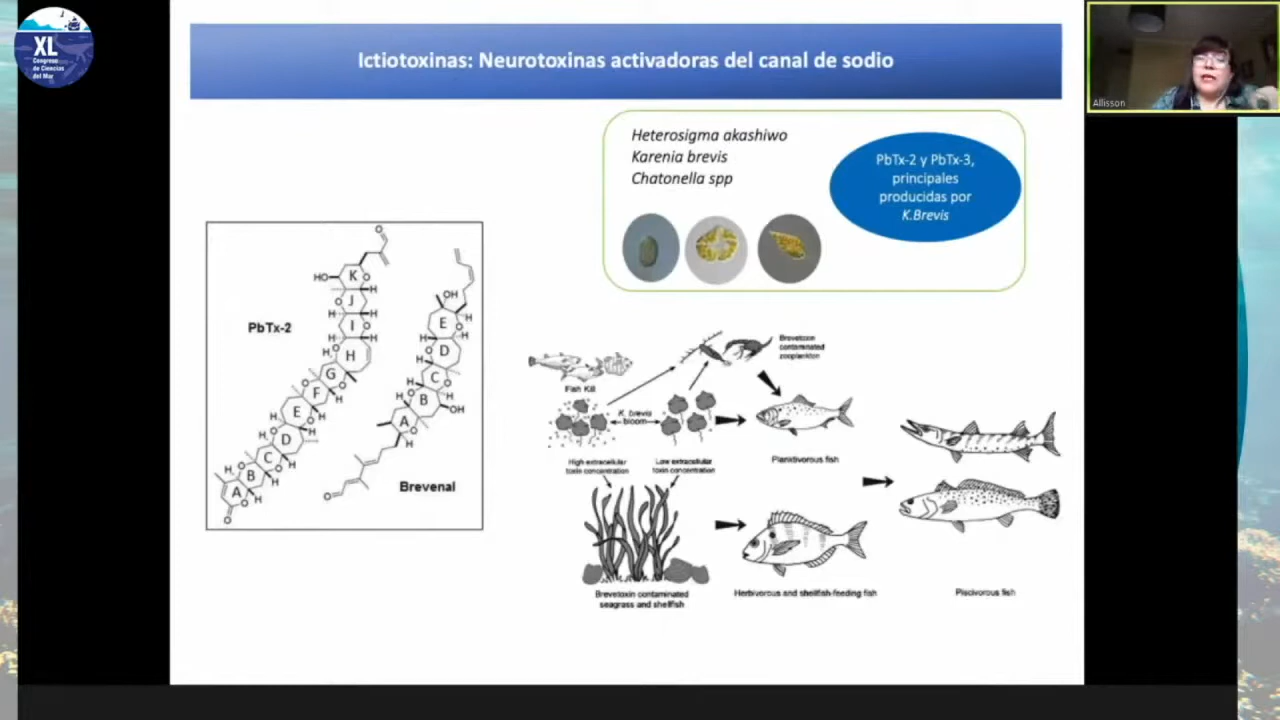 XL
Congreso
de Ciencias
del Mar
Ictiotoxinas: Neurotoxinas activadoras del canal de sodio
Allisson
Heterosigma akashiwo
Karenia brevis
Chatonella spp
PbTx-2 y PbTx-3,
principales
producidas por
K.Brevis
PbTx-2
HO
O
K
O
H
O
J
H
H
I
O
H
H
H
O
H
G
F
O
E
H
O
D
H
H
C
O
H
B
H
A
O
H
O
OH
E
H
O
H
H
D
O
H
C
O
H
B
H
OH
A
O
H
H
O
Brevenal
Fish Kill
Brevetoxin
contaminated
zooplankton
K. brevis
bloom
High extracellular
toxin concentration
Low extracellular
toxin concentration
Planktivorous fish
Brevetoxin contaminated
seagrass and shellfish
Herbivorous and shellfish-feeding fish
Piscivorous fish